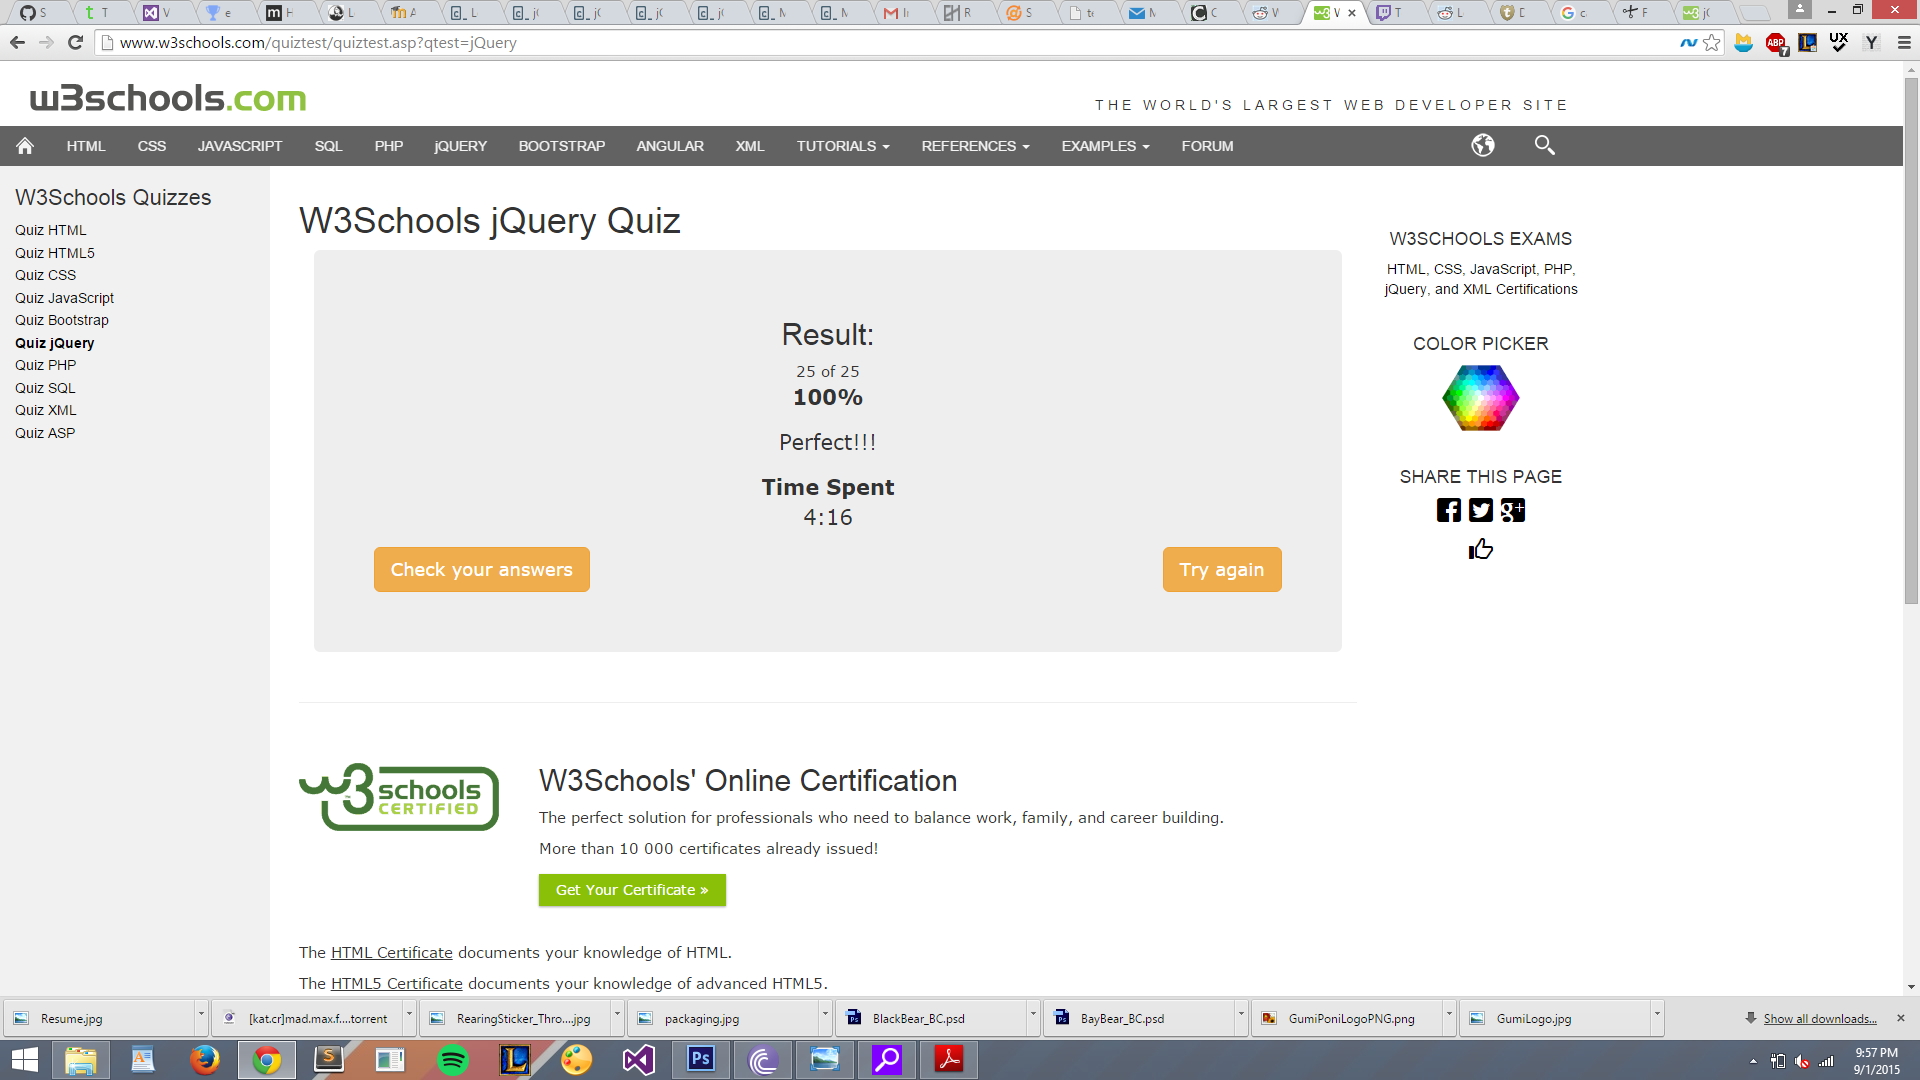 www.w3schools.com/quiztest/quiztest.asp?qtest=jQuery
ABP
7
UX
w3schools.com
THE WORLD'S LARGEST WEB DEVELOPER SITE
HTML CSS JAVASCRIPT SQL PHP jQUERY BOOTSTRAP ANGULAR XML TUTORIALS REFERENCES EXAMPLES FORUM
W3Schools Quizzes
Quiz HTML
Quiz HTML5
Quiz CSS
Quiz JavaScript
Quiz Bootstrap
Quiz jQuery
Quiz PHP
Quiz SQL
Quiz XML
Quiz ASP
W3Schools jQuery Quiz
Result:
25 of 25
100%
Perfect!!!
Time Spent
4:16
Check your answers
Try again
W3SCHOOLS EXAMS
HTML, CSS, JavaScript, PHP,
jQuery, and XML Certifications
COLOR PICKER
SHARE THIS PAGE
w3schools
CERTIFIED
W3Schools' Online Certification
The perfect solution for professionals who need to balance work, family, and career building.
More than 10 000 certificates already issued!
Get Your Certificate »
The HTML Certificate documents your knowledge of HTML.
The HTML5 Certificate documents your knowledge of advanced HTML5.
Resume.jpg
[kat.cr]mad.max.f....torrent
RearingSticker_Thro....jpg
packaging.jpg
BlackBear_BC.psd
BayBear_BC.psd
GumiPoniLogoPNG.png
GumiLogo.jpg
Show all downloads...
9:57 PM
9/1/2015